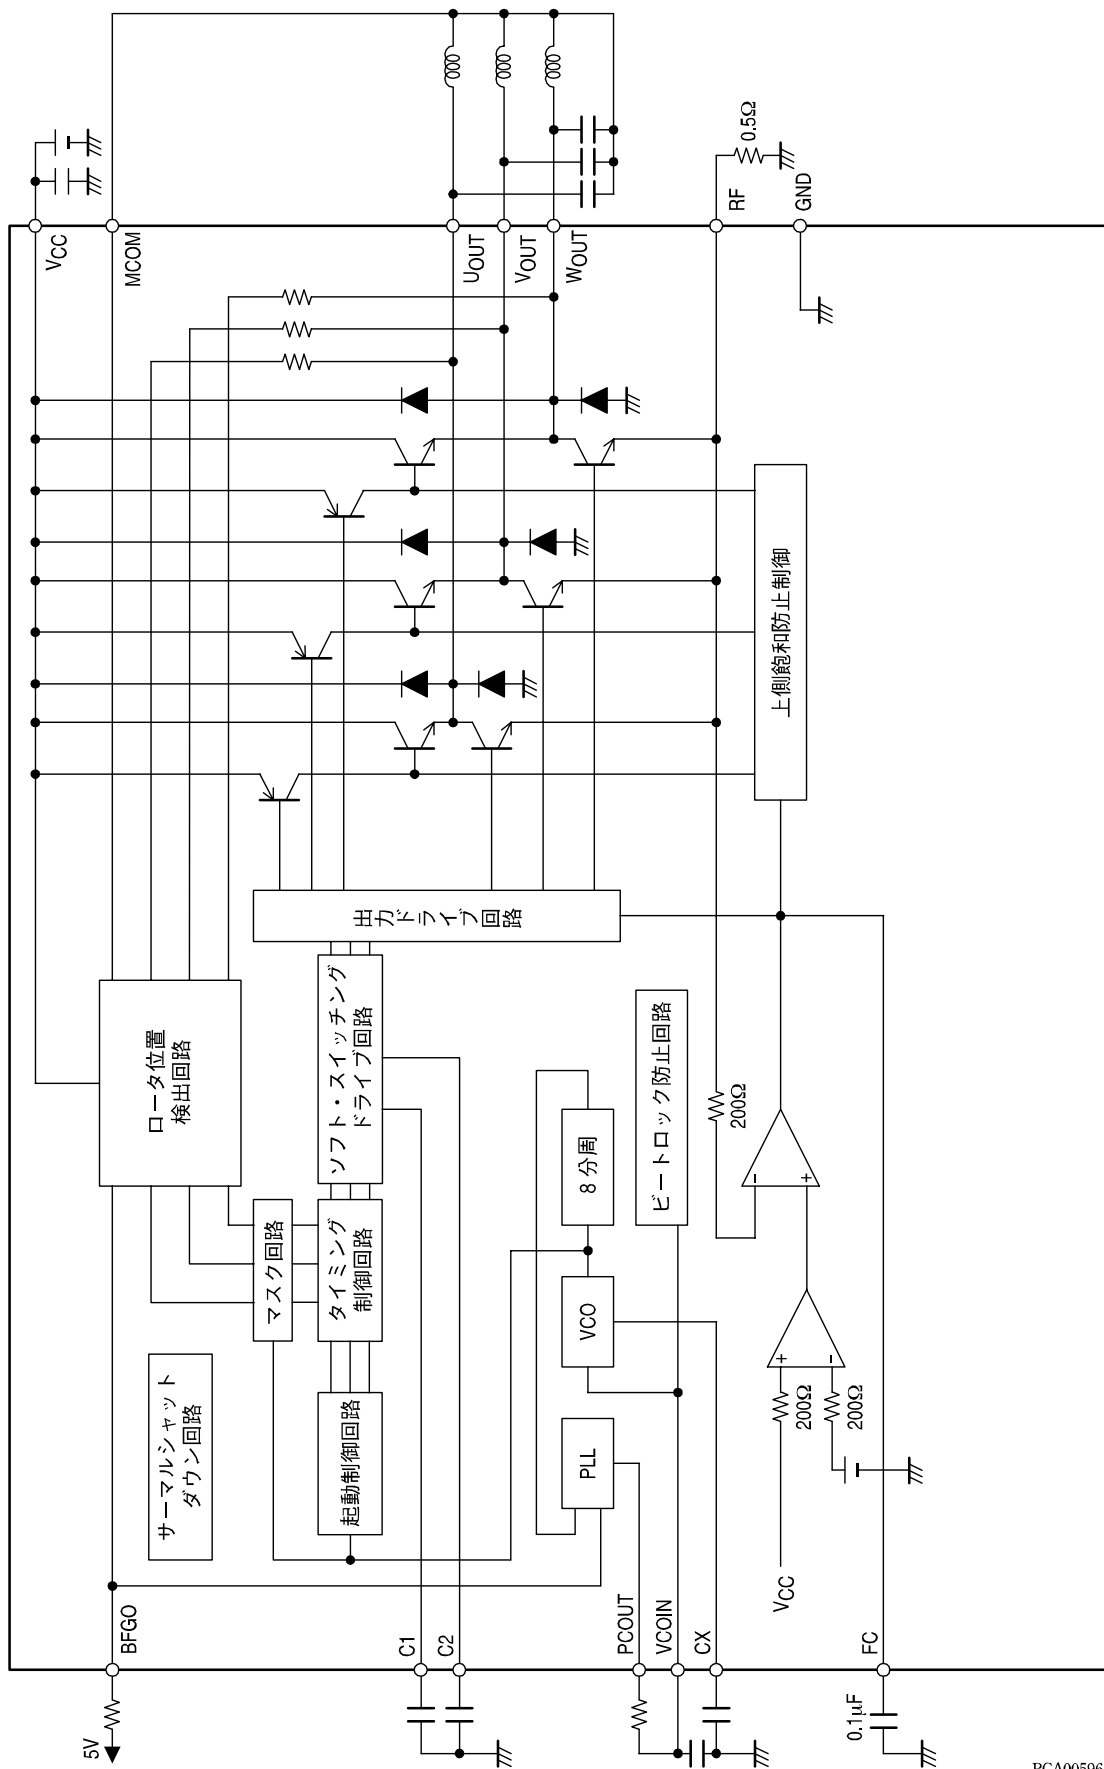 VCC
MCOM
UOUT
VOUT
WOUT
RF
0.5Ω
GND
上側飽和防止制御
出力ドライブ回路
ロータ位置
検出回路
ソフト・スイッチング
ドライブ回路
マスク回路
タイミング
制御回路
起動制御回路
サーマルシャット
ダウン回路
8分周
VCO
PLL
ビートロック防止回路
200Ω
-
+
+
-
200Ω
200Ω
VCC
BFGO
5V
C1
C2
PCOUT
VCOIN
CX
FC
0.1μF